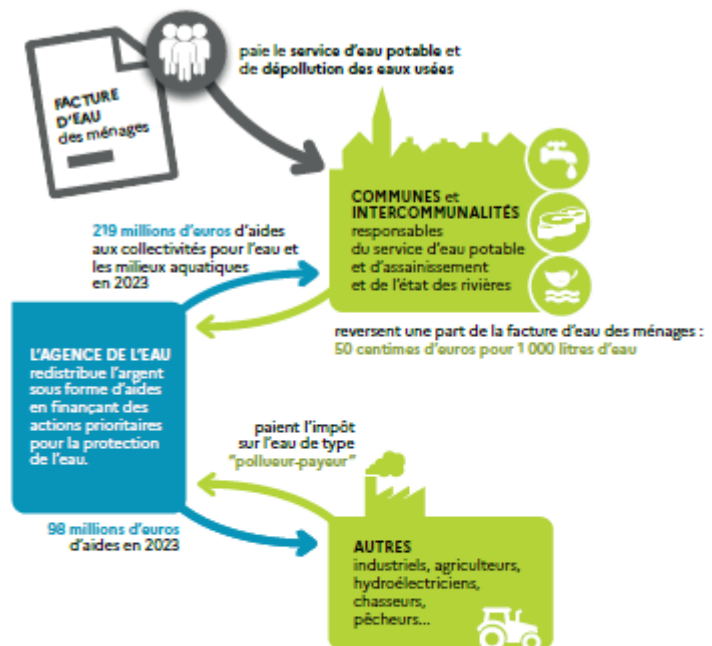 FACTURE
D'EAU
des ménages
paie le service d'eau potable et
de dépollution des eaux usées
COMMUNES et
INTERCOMMUNALITÉS
responsables
du service d'eau potable
et d'assainissement
et de l'état des rivières
219 millions d'euros d'aides
aux collectivités pour l'eau et
les milieux aquatiques
en 2023
reversent une part de la facture d'eau des ménages :
50 centimes d'euros pour 1 000 litres d'eau
L'AGENCE DE L'EAU
redistribue l'argent
sous forme d'aides
en finançant des
actions prioritaires
pour la protection
de l'eau.
paient l'impôt
sur l'eau de type
"pollueur-payeur"
98 millions d'euros
d'aides en 2023
AUTRES
industriels, agriculteurs,
hydroélectriciens,
chasseurs,
pêcheurs...